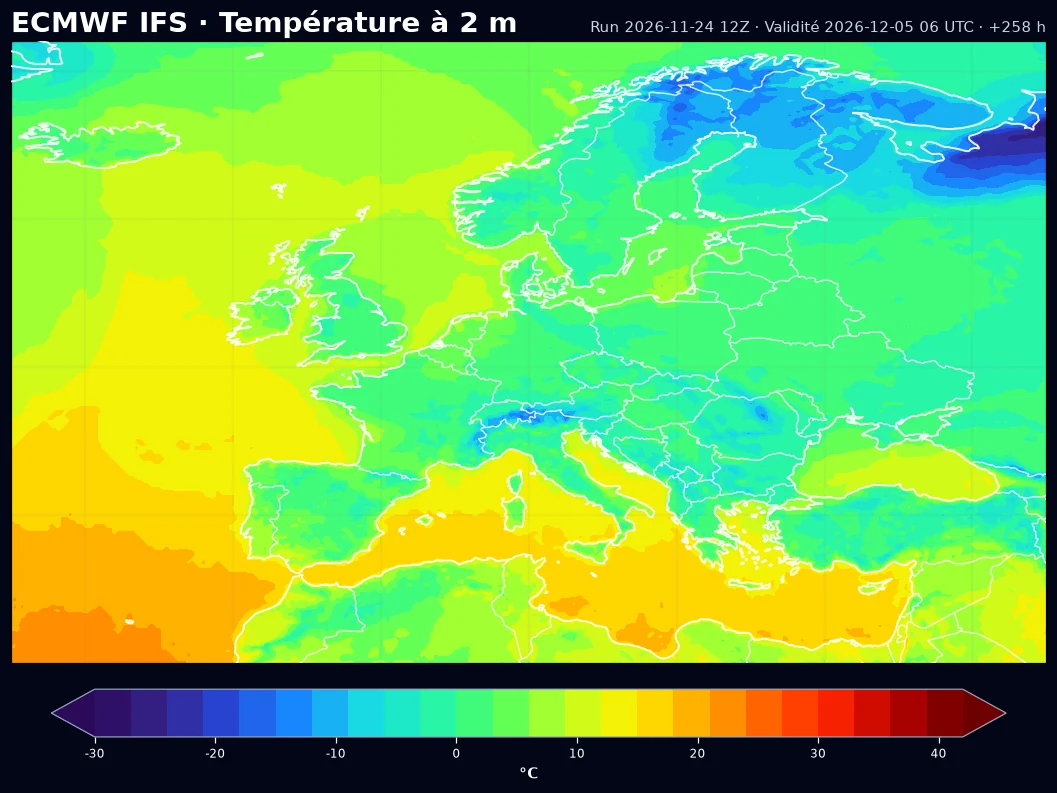 ECMWF IFS · Température à 2 m
Run 2026-11-24 12Z · Validité 2026-12-05 06 UTC · +258 h
-30 -20 -10 0 10 20 30 40
°C